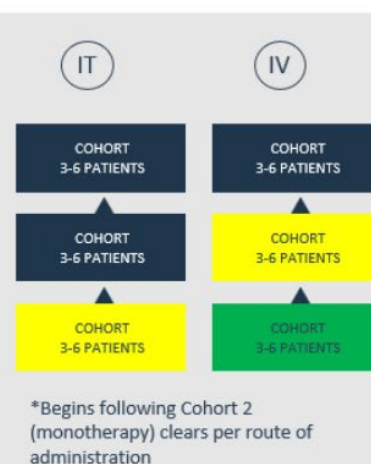 IT
IV
COHORT
3-6 PATIENTS
COHORT
3-6 PATIENTS
COHORT
3-6 PATIENTS
COHORT
3-6 PATIENTS
COHORT
3-6 PATIENTS
COHORT
3-6 PATIENTS
*Begins following Cohort 2
(monotherapy) clears per route of
administration